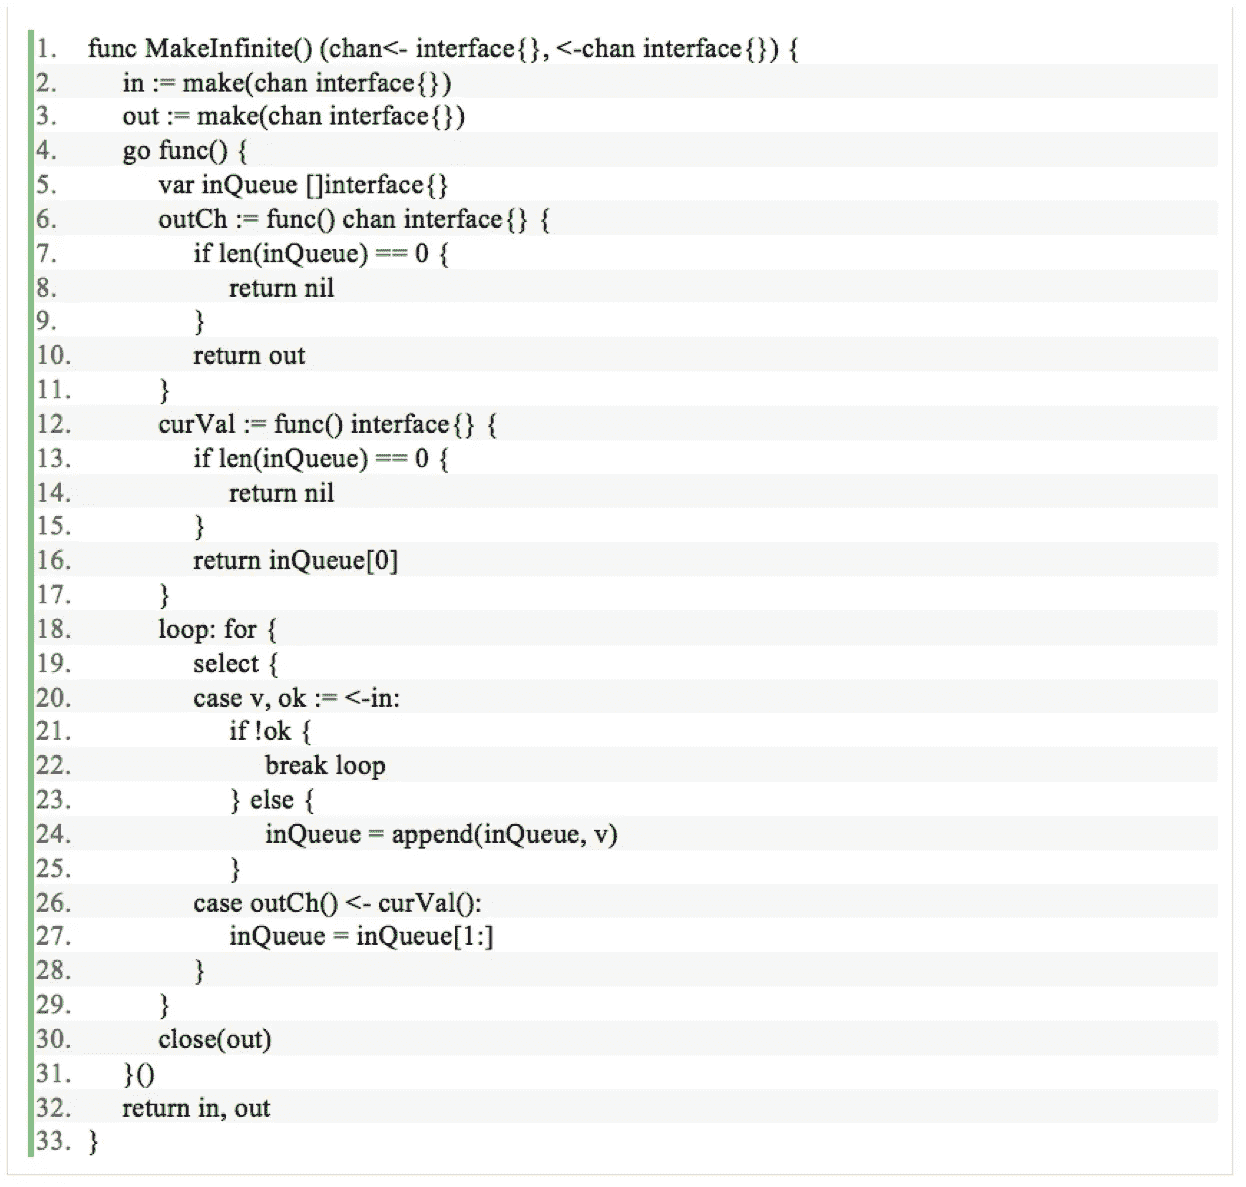 1. func MakeInfinite() (chan<- interface{}, <-chan interface{}) {
2. in := make(chan interface{})
3. out := make(chan interface{})
4. go func() {
5. var inQueue []interface{}
6. outCh := func() chan interface{} {
7. if len(inQueue) == 0 {
8. return nil
9. }
10. return out
11. }
12. curVal := func() interface{} {
13. if len(inQueue) == 0 {
14. return nil
15. }
16. return inQueue[0]
17. }
18. loop: for {
19. select {
20. case v, ok := <-in:
21. if !ok {
22. break loop
23. } else {
24. inQueue = append(inQueue, v)
25. }
26. case outCh() <- curVal():
27. inQueue = inQueue[1:]
28. }
29. }
30. close(out)
31. }()
32. return in, out
33. }